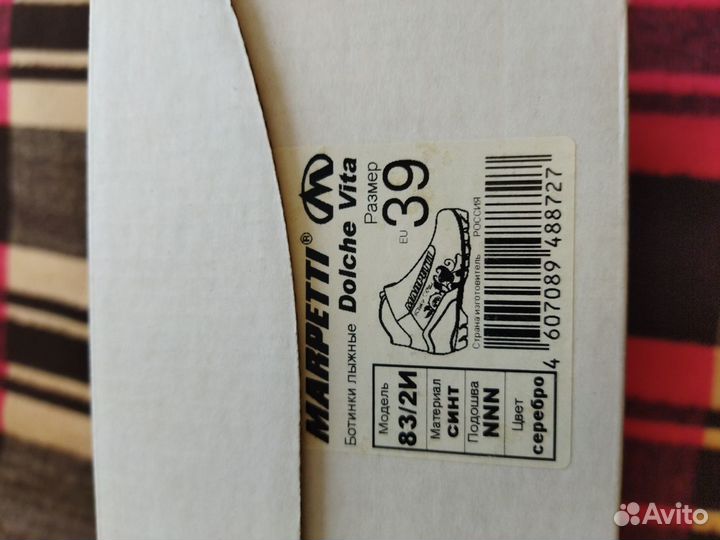 MARPETTI®
Ботинки лыжные
Dolche Vita
Размер
EU 39
MARPETTI
Модель
83/2И
Материал
СИНТ
Подошва
NNN
Цвет
серебро
Страна изготовитель РОССИЯ
4 607089 488727
Avito